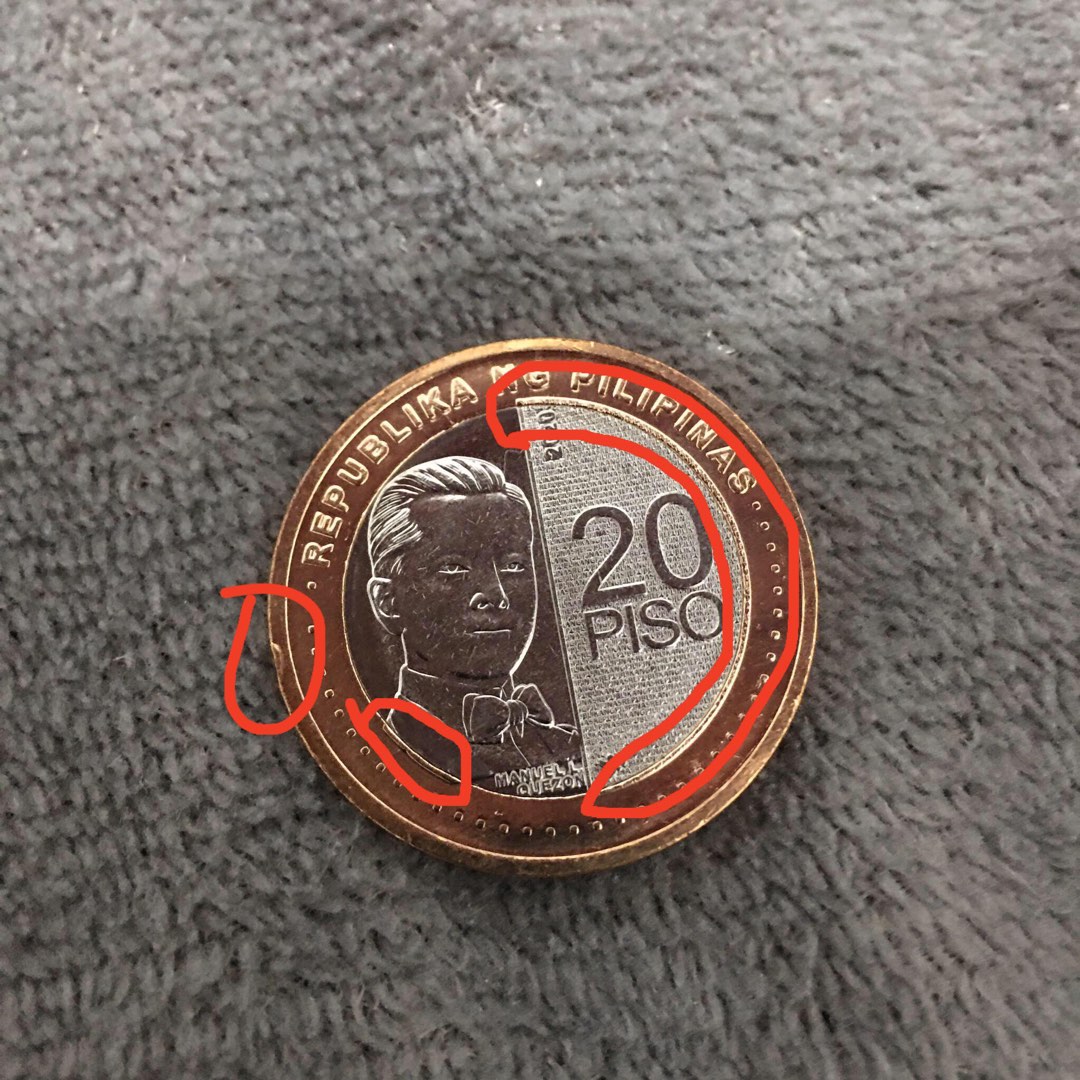 REPUBLIKA NG PILIPINAS
20
PISO
MANUEL L.
QUEZON